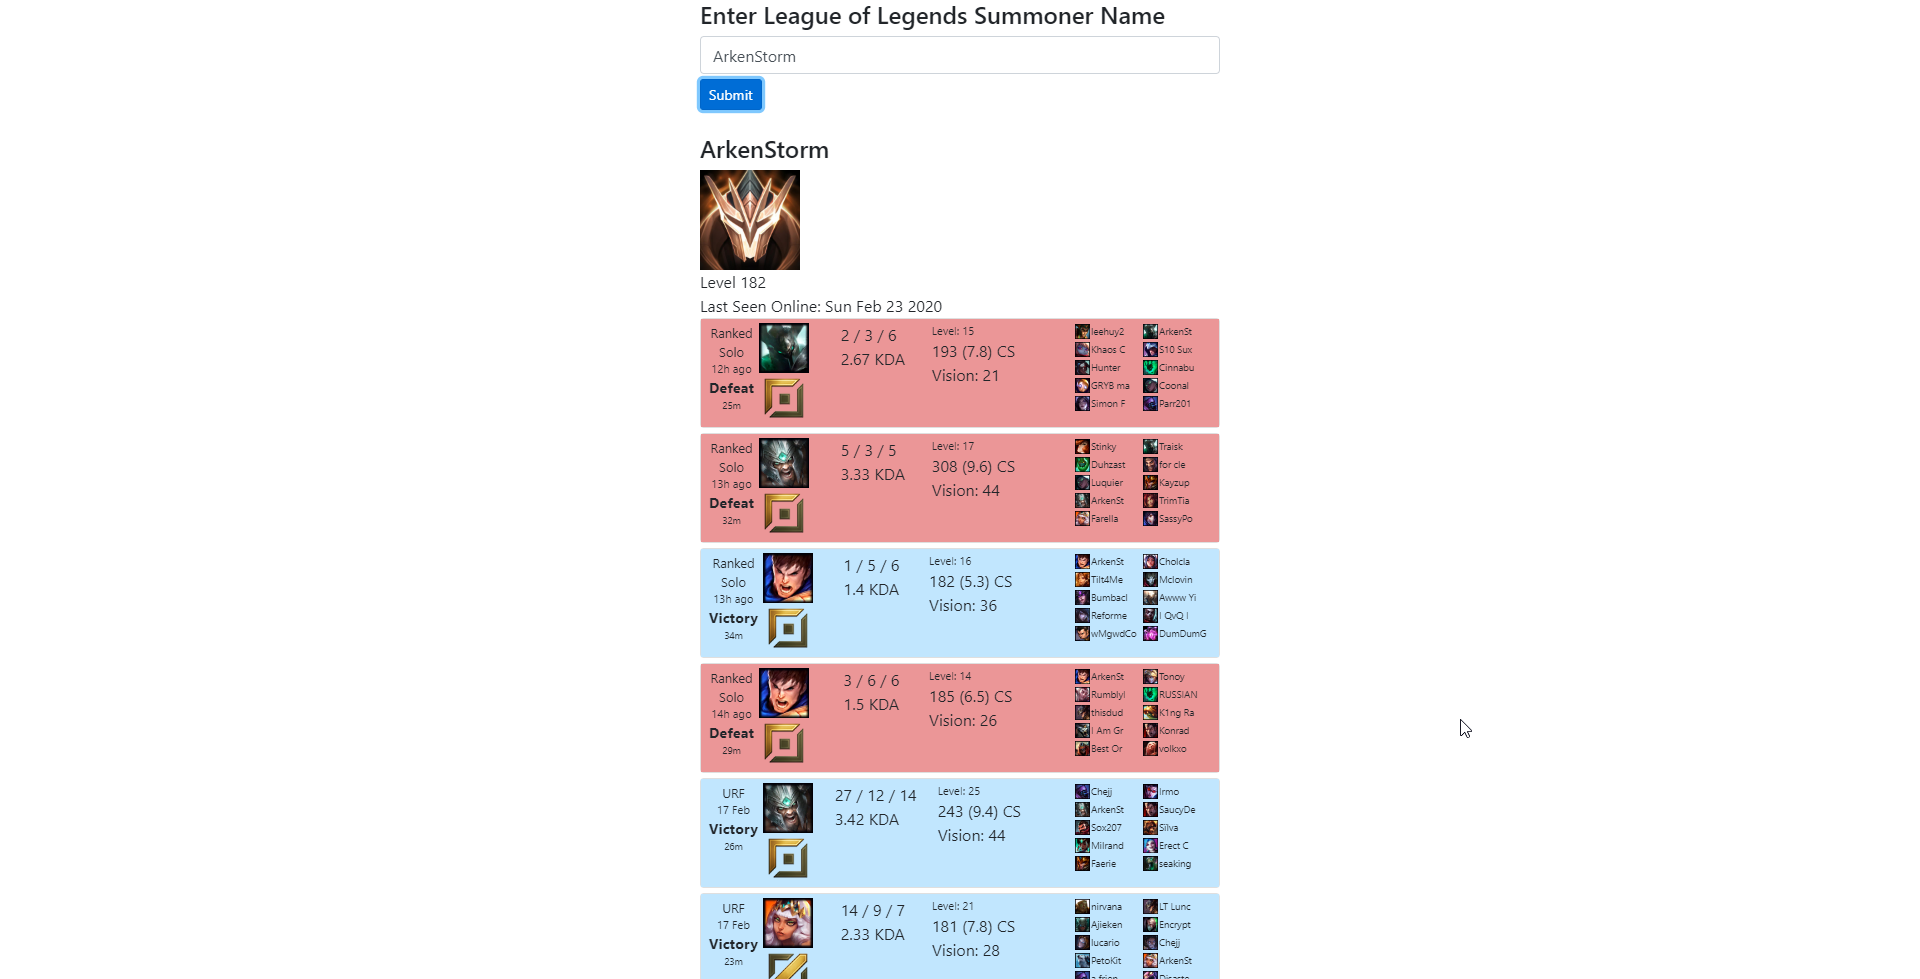 Enter League of Legends Summoner Name
ArkenStorm
Submit
ArkenStorm
Level 182
Last Seen Online: Sun Feb 23 2020
Ranked Solo
12h ago
Defeat
25m
2 / 3 / 6
2.67 KDA
Level: 15
193 (7.8) CS
Vision: 21
leehuy2 ArkenSt
Khaos C S10 Sux
Hunter Cinnabu
GRYB ma Coonal
Simon F Parr201
Ranked Solo
13h ago
Defeat
32m
5 / 3 / 5
3.33 KDA
Level: 17
308 (9.6) CS
Vision: 44
Stinky Traisk
Duhzast for cle
Luquier Kayzup
ArkenSt TrimTia
Farella SassyPo
Ranked Solo
13h ago
Victory
34m
1 / 5 / 6
1.4 KDA
Level: 16
182 (5.3) CS
Vision: 36
ArkenSt Cholcla
Tilt4Me Mclovin
Bumbacl Awww Yi
Reforme I QvQ I
wMgwdCo DumDumG
Ranked Solo
14h ago
Defeat
29m
3 / 6 / 6
1.5 KDA
Level: 14
185 (6.5) CS
Vision: 26
ArkenSt Tonoy
Rumblyl RUSSIAN
thisdud K1ng Ra
I Am Gr Konrad
Best Or volkxo
URF
17 Feb
Victory
26m
27 / 12 / 14
3.42 KDA
Level: 25
243 (9.4) CS
Vision: 44
Chejj Irmo
ArkenSt SaucyDe
Sox207 Silva
Milrand Erect C
Faerie seaking
URF
17 Feb
Victory
23m
14 / 9 / 7
2.33 KDA
Level: 21
181 (7.8) CS
Vision: 28
nirvana LT Lunc
Ajieken Encrypt
lucario Chejj
PetoKit ArkenSt